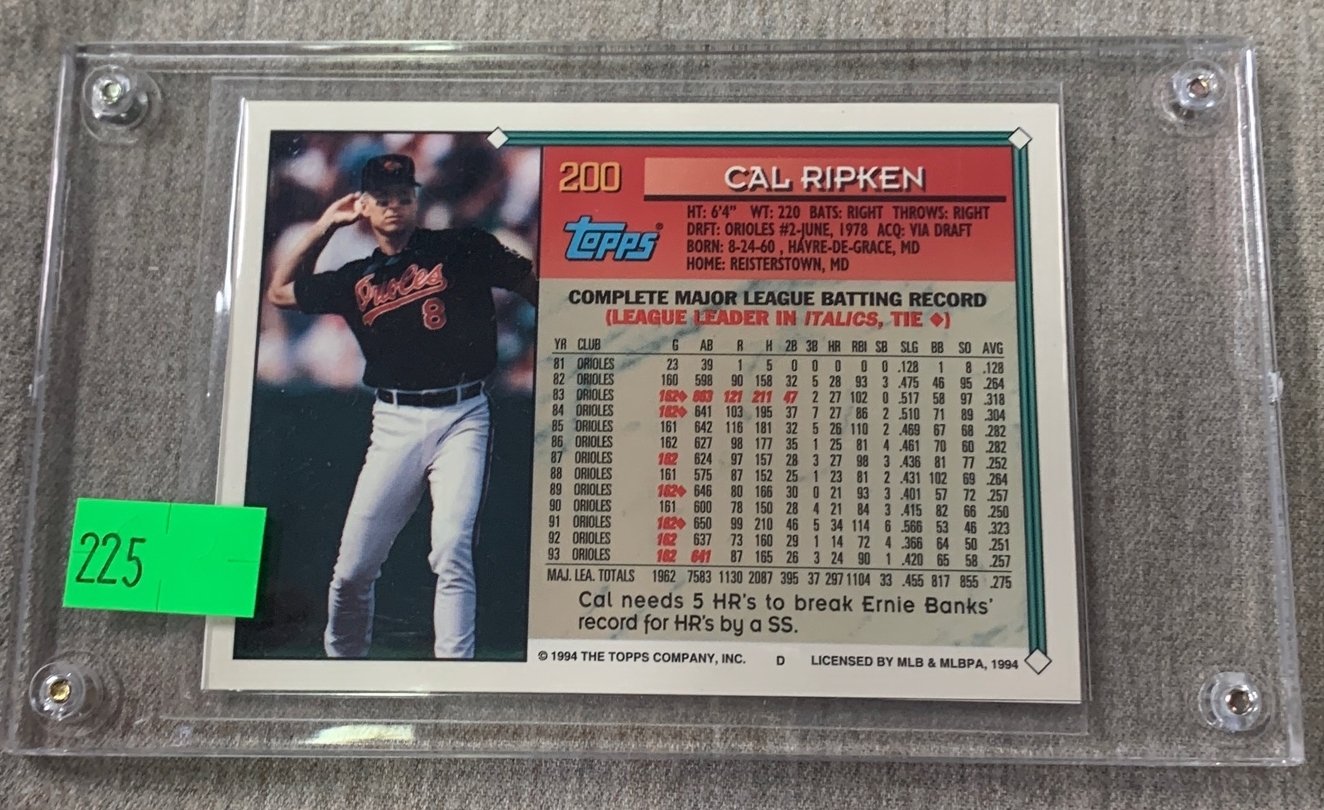 200 CAL RIPKEN
TOPPS®
HT: 6'4" WT: 220 BATS: RIGHT THROWS: RIGHT
DRFT: ORIOLES #2-JUNE, 1978 ACQ: VIA DRAFT
BORN: 8-24-60 , HAVRE-DE-GRACE, MD
HOME: REISTERSTOWN, MD
Orioles
8
COMPLETE MAJOR LEAGUE BATTING RECORD
(LEAGUE LEADER IN ITALICS, TIE ◆)
YR CLUB G AB R H 2B 3B HR RBI SB SLG BB SO AVG
81 ORIOLES 23 39 1 5 0 0 0 0 0 .128 1 8 .128
82 ORIOLES 160 598 90 158 32 5 28 93 3 .475 46 95 .264
83 ORIOLES 162◆ 663 121 211 47 2 27 102 0 .517 58 97 .318
84 ORIOLES 162◆ 641 103 195 37 7 27 86 2 .510 71 89 .304
85 ORIOLES 161 642 116 181 32 5 26 110 2 .469 67 68 .282
86 ORIOLES 162 627 98 177 35 1 25 81 4 .461 70 60 .282
87 ORIOLES 162 624 97 157 28 3 27 98 3 .436 81 77 .252
88 ORIOLES 161 575 87 152 25 1 23 81 2 .431 102 69 .264
89 ORIOLES 162◆ 646 80 166 30 0 21 93 3 .401 57 72 .257
90 ORIOLES 161 600 78 150 28 4 21 84 3 .415 82 66 .250
91 ORIOLES 162◆ 650 99 210 46 5 34 114 6 .566 53 46 .323
92 ORIOLES 162 637 73 160 29 1 14 72 4 .366 64 50 .251
93 ORIOLES 162 641 87 165 26 3 24 90 1 .420 65 58 .257
MAJ. LEA. TOTALS 1962 7583 1130 2087 395 37 297 1104 33 .455 817 855 .275
Cal needs 5 HR's to break Ernie Banks'
record for HR's by a SS.
© 1994 THE TOPPS COMPANY, INC. D LICENSED BY MLB & MLBPA, 1994
225